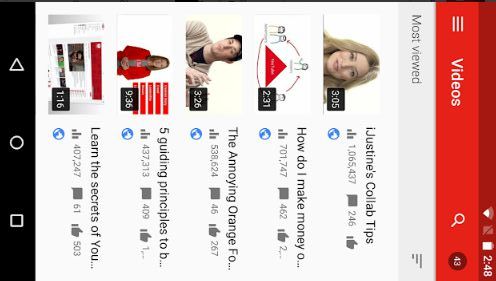 2:48
Videos
43
Most viewed
3:05
iJustine's Collab Tips
1,065,437 246
You Tube
2:31
How do I make money o...
701,747 462 2,...
3:26
The Annoying Orange Fo...
538,624 46 267
9:36
5 guiding principles to b...
437,313 409 1,...
1:16
Learn the secrets of You...
407,247 61 503